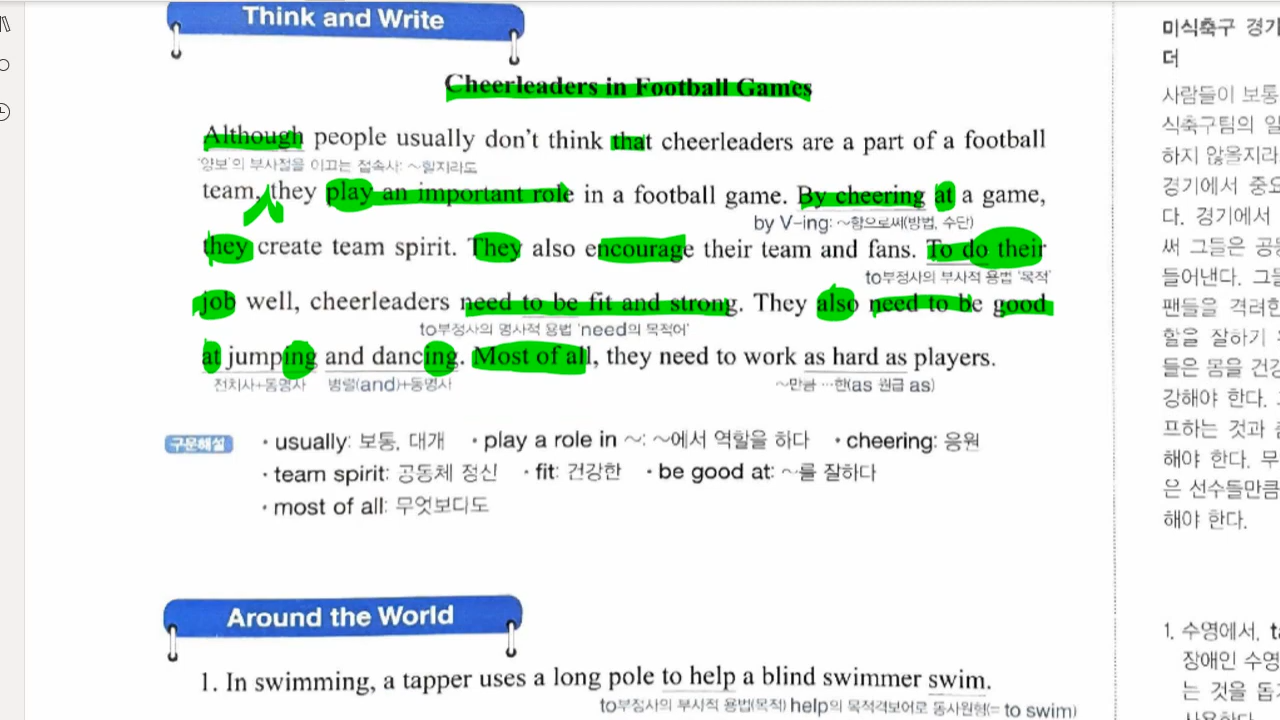 Think and Write
Cheerleaders in Football Games
Although people usually don't think that cheerleaders are a part of a football
'양보'의 부사절을 이끄는 접속사: ~할지라도
team, they play an important role in a football game. By cheering at a game,
by V-ing: ~함으로써(방법, 수단)
they create team spirit. They also encourage their team and fans. To do their
to부정사의 부사적 용법 '목적'
job well, cheerleaders need to be fit and strong. They also need to be good
to부정사의 명사적 용법 'need의 목적어'
at jumping and dancing. Most of all, they need to work as hard as players.
전치사+동명사 병렬(and)+동명사 ~만큼 …한(as 원급 as)
구문해설 • usually: 보통, 대개 • play a role in ~: ~에서 역할을 하다 • cheering: 응원
• team spirit: 공동체 정신 • fit: 건강한 • be good at: ~를 잘하다
• most of all: 무엇보다도
Around the World
1. In swimming, a tapper uses a long pole to help a blind swimmer swim.
to부정사의 부사적 용법(목적) help의 목적격보어로 동사원형(= to swim)
미식축구 경기
더
사람들이 보통
식축구팀의 일
하지 않을지라
경기에서 중요
다. 경기에서
써 그들은 공동
들어낸다. 그들
팬들을 격려한
할을 잘하기 위
들은 몸을 건강
강해야 한다. 그
프하는 것과 춤
해야 한다. 무
은 선수들만큼
해야 한다.
1. 수영에서, ta
장애인 수영
는 것을 돕기
사용한다.